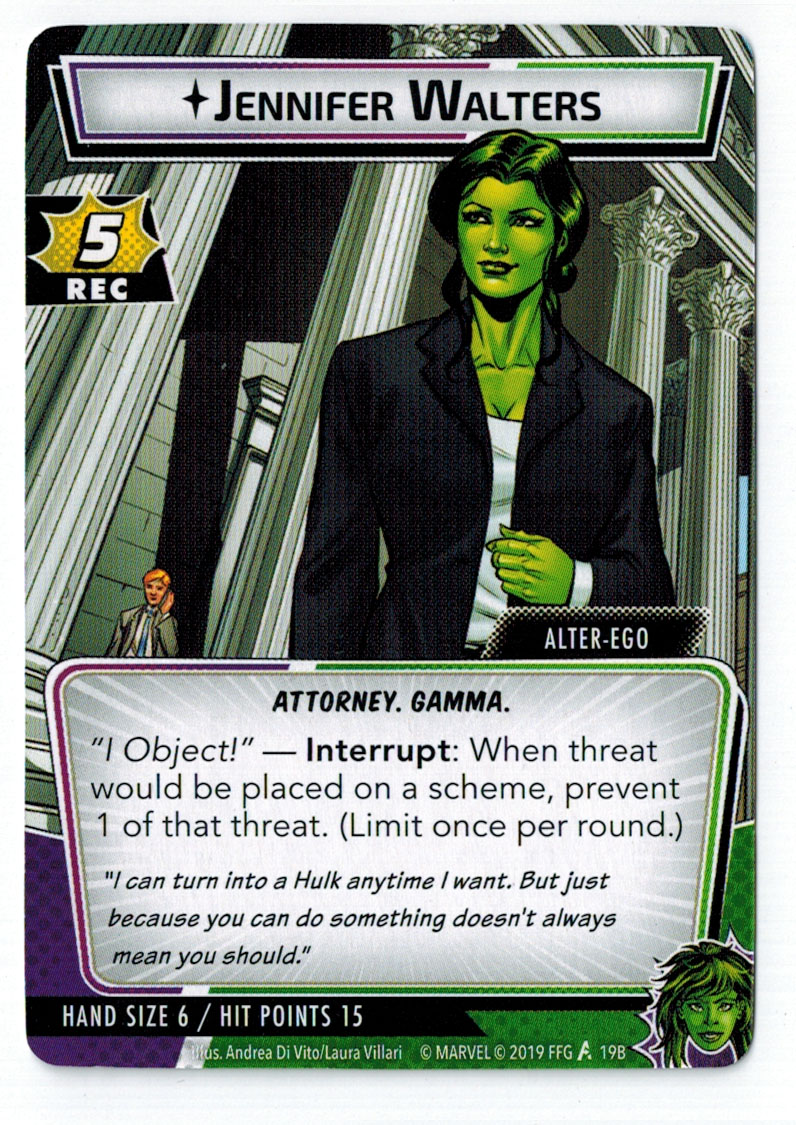 JENNIFER WALTERS
5
REC
ALTER-EGO
ATTORNEY. GAMMA.
“I Object!” — Interrupt: When threat
would be placed on a scheme, prevent
1 of that threat. (Limit once per round.)
"I can turn into a Hulk anytime I want. But just
because you can do something doesn't always
mean you should."
HAND SIZE 6 / HIT POINTS 15
Illus. Andrea Di Vito/Laura Villari © MARVEL © 2019 FFG 19B